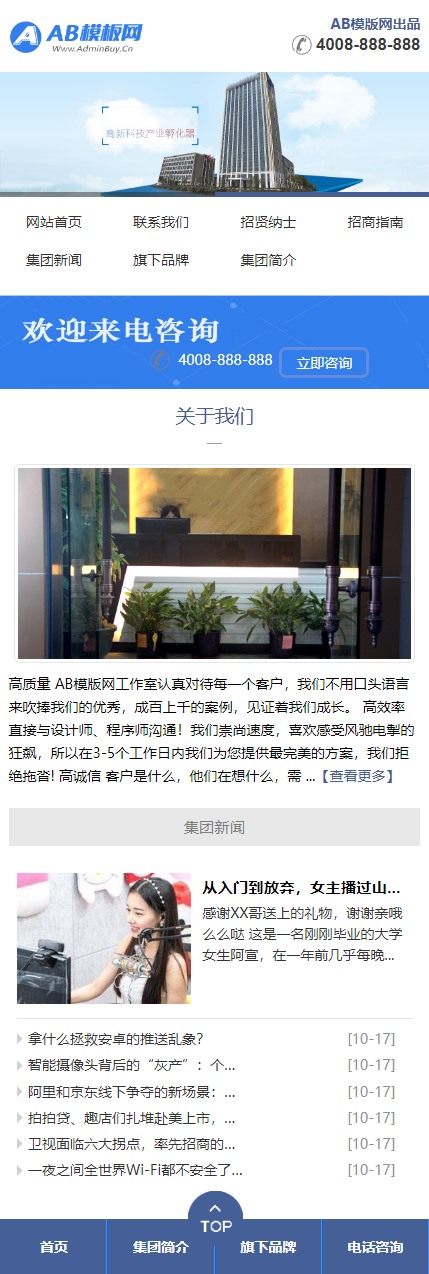 AB模板网
Www.AdminBuy.Cn
AB模版网出品
4008-888-888
高新科技产业孵化器
网站首页 联系我们 招贤纳士 招商指南
集团新闻 旗下品牌 集团简介
欢迎来电咨询
4008-888-888 立即咨询
关于我们
高质量 AB模版网工作室认真对待每一个客户，我们不用口头语言
来吹捧我们的优秀，成百上千的案例，见证着我们成长。 高效率
直接与设计师、程序师沟通！我们崇尚速度，喜欢感受风驰电掣的
狂飙，所以在3-5个工作日内我们为您提供最完美的方案，我们拒
绝拖沓! 高诚信 客户是什么，他们在想什么，需 ...【查看更多】
集团新闻
从入门到放弃，女主播过山...
感谢XX哥送上的礼物，谢谢亲哦
么么哒 这是一名刚刚毕业的大学
女生阿宣，在一年前几乎每晚...
拿什么拯救安卓的推送乱象? [10-17]
智能摄像头背后的“灰产”：个... [10-17]
阿里和京东线下争夺的新场景：... [10-17]
拍拍贷、趣店们扎堆赴美上市，... [10-17]
卫视面临六大拐点，率先招商的... [10-17]
一夜之间全世界Wi-Fi都不安全了... [10-17]
TOP
首页 集团简介 旗下品牌 电话咨询